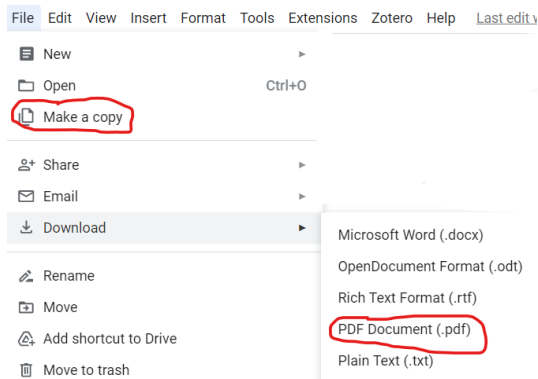 File Edit View Insert Format Tools Extensions Zotero Help Last edit
New
Open Ctrl+O
Make a copy
Share
Email
Download
Microsoft Word (.docx)
OpenDocument Format (.odt)
Rich Text Format (.rtf)
PDF Document (.pdf)
Plain Text (.txt)
Rename
Move
Add shortcut to Drive
Move to trash